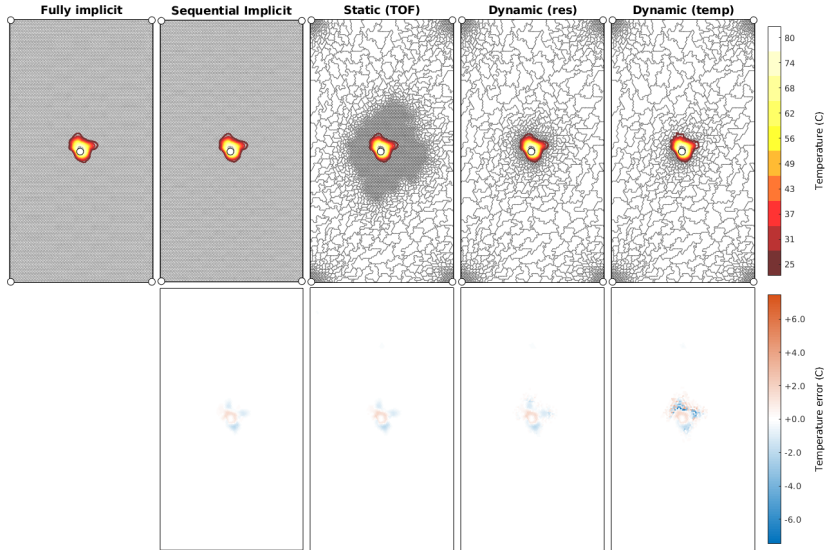 Fully implicit
Sequential Implicit
Static (TOF)
Dynamic (res)
Dynamic (temp)
80
74
68
62
56
49
43
37
31
25
Temperature (C)
+6.0
+4.0
+2.0
+0.0
-2.0
-4.0
-6.0
Temperature error (C)